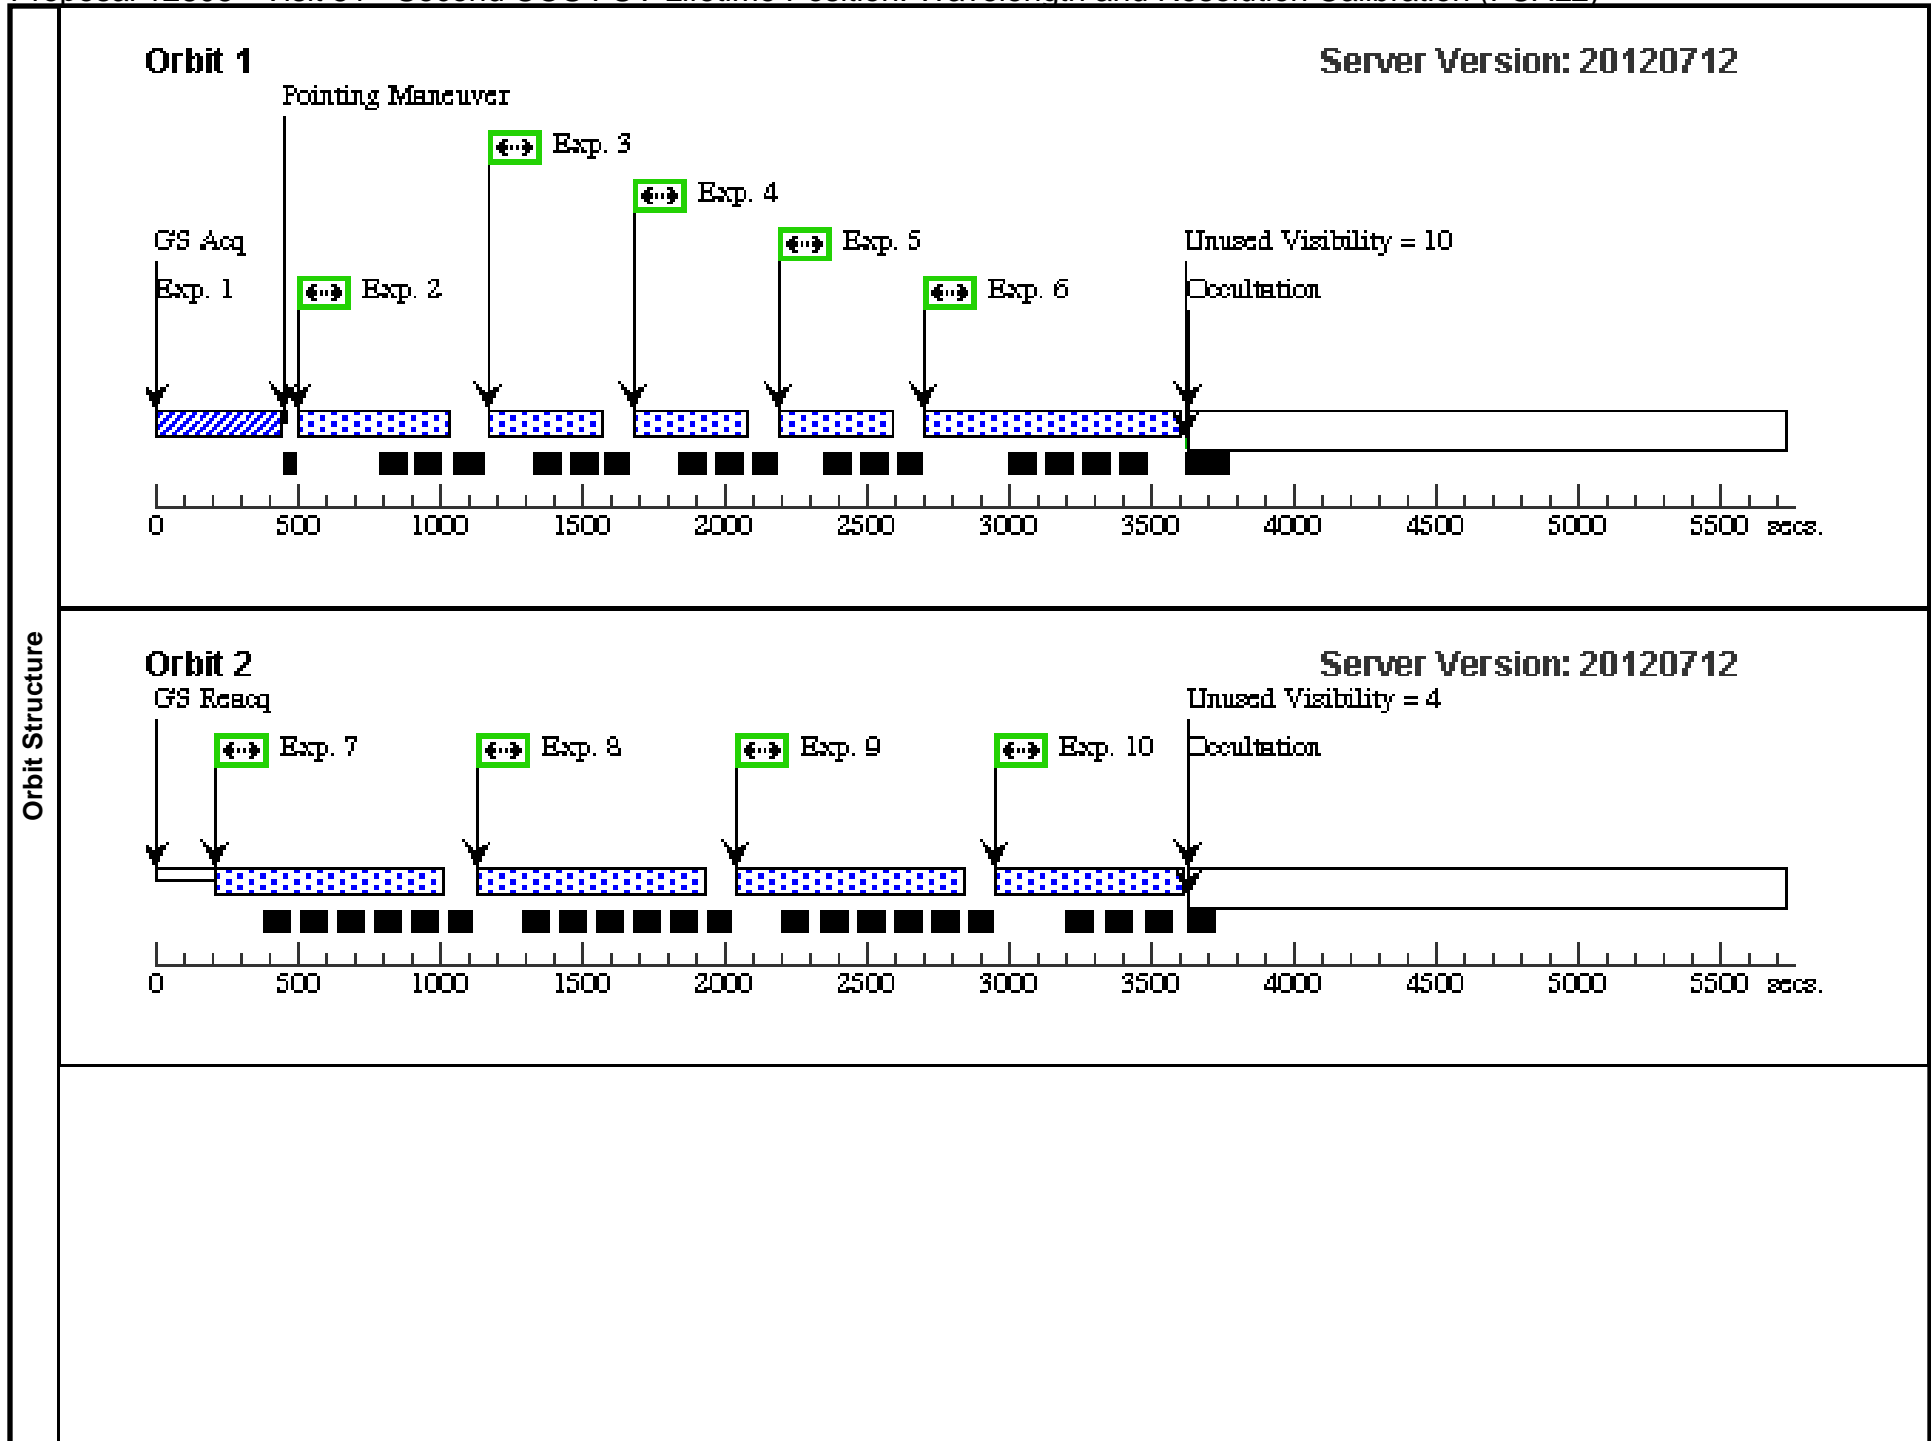 Orbit Structure
Orbit 1
Server Version: 20120712
Pointing Maneuver
Exp. 3
Exp. 4
GS Acq
Exp. 5
Unused Visibility = 10
Exp. 1
Exp. 2
Exp. 6
Occultation
0 500 1000 1500 2000 2500 3000 3500 4000 4500 5000 5500 secs.
Orbit 2
Server Version: 20120712
GS Reacq
Unused Visibility = 4
Exp. 7
Exp. 8
Exp. 9
Exp. 10
Occultation
0 500 1000 1500 2000 2500 3000 3500 4000 4500 5000 5500 secs.